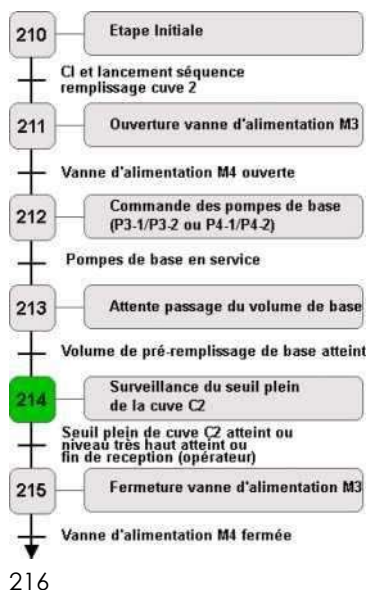 210 Etape Initiale
CI et lancement séquence
remplissage cuve 2
211 Ouverture vanne d'alimentation M3
Vanne d'alimentation M4 ouverte
212 Commande des pompes de base
(P3-1/P3-2 ou P4-1/P4-2)
Pompes de base en service
213 Attente passage du volume de base
Volume de pré-remplissage de base atteint
214 Surveillance du seuil plein
de la cuve C2
Seuil plein de cuve C2 atteint ou
niveau très haut atteint ou
fin de reception (opérateur)
215 Fermeture vanne d'alimentation M3
Vanne d'alimentation M4 fermée
216